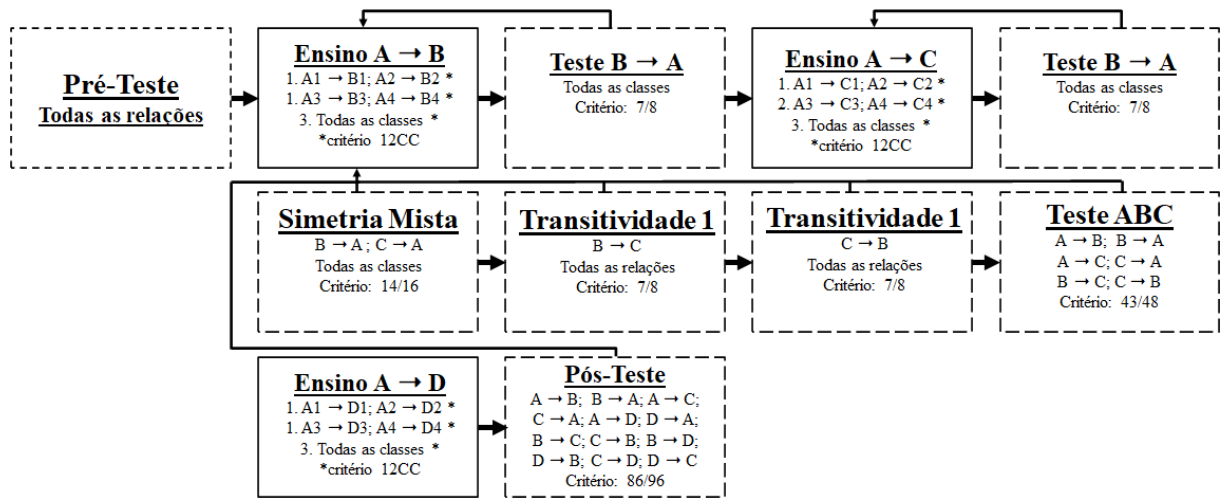 Pré-Teste
Todas as relações
Ensino A → B
1. A1 → B1; A2 → B2 *
1. A3 → B3; A4 → B4 *
3. Todas as classes *
*critério 12CC
Teste B → A
Todas as classes
Critério: 7/8
Ensino A → C
1. A1 → C1; A2 → C2 *
2. A3 → C3; A4 → C4 *
3. Todas as classes *
*critério 12CC
Teste B → A
Todas as classes
Critério: 7/8
Simetria Mista
B → A ; C → A
Todas as classes
Critério: 14/16
Transitividade 1
B → C
Todas as relações
Critério: 7/8
Transitividade 1
C → B
Todas as relações
Critério: 7/8
Teste ABC
A → B; B → A
A → C; C → A
B → C; C → B
Critério: 43/48
Ensino A → D
1. A1 → D1; A2 → D2 *
1. A3 → D3; A4 → D4 *
3. Todas as classes *
*critério 12CC
Pós-Teste
A → B; B → A; A → C;
C → A; A → D; D → A;
B → C; C → B; B → D;
D → B; C → D; D → C
Critério: 86/96